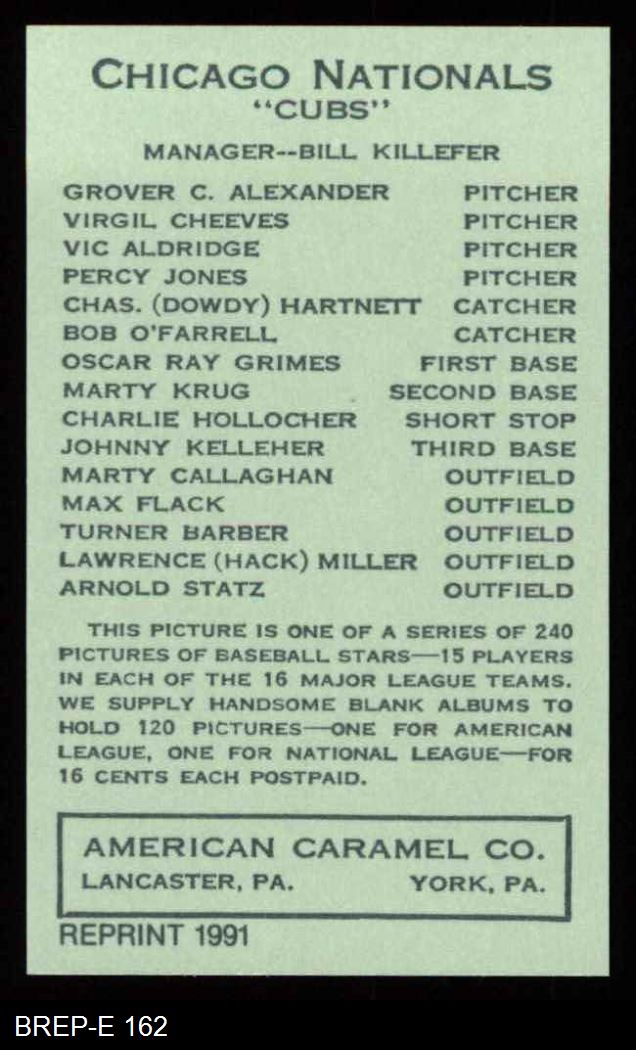 CHICAGO NATIONALS
"CUBS"
MANAGER--BILL KILLEFER
GROVER C. ALEXANDER PITCHER
VIRGIL CHEEVES PITCHER
VIC ALDRIDGE PITCHER
PERCY JONES PITCHER
CHAS. (DOWDY) HARTNETT CATCHER
BOB O'FARRELL CATCHER
OSCAR RAY GRIMES FIRST BASE
MARTY KRUG SECOND BASE
CHARLIE HOLLOCHER SHORT STOP
JOHNNY KELLEHER THIRD BASE
MARTY CALLAGHAN OUTFIELD
MAX FLACK OUTFIELD
TURNER BARBER OUTFIELD
LAWRENCE (HACK) MILLER OUTFIELD
ARNOLD STATZ OUTFIELD
THIS PICTURE IS ONE OF A SERIES OF 240
PICTURES OF BASEBALL STARS—15 PLAYERS
IN EACH OF THE 16 MAJOR LEAGUE TEAMS.
WE SUPPLY HANDSOME BLANK ALBUMS TO
HOLD 120 PICTURES—ONE FOR AMERICAN
LEAGUE, ONE FOR NATIONAL LEAGUE—FOR
16 CENTS EACH POSTPAID.
AMERICAN CARAMEL CO.
LANCASTER, PA. YORK, PA.
REPRINT 1991
BREP-E 162